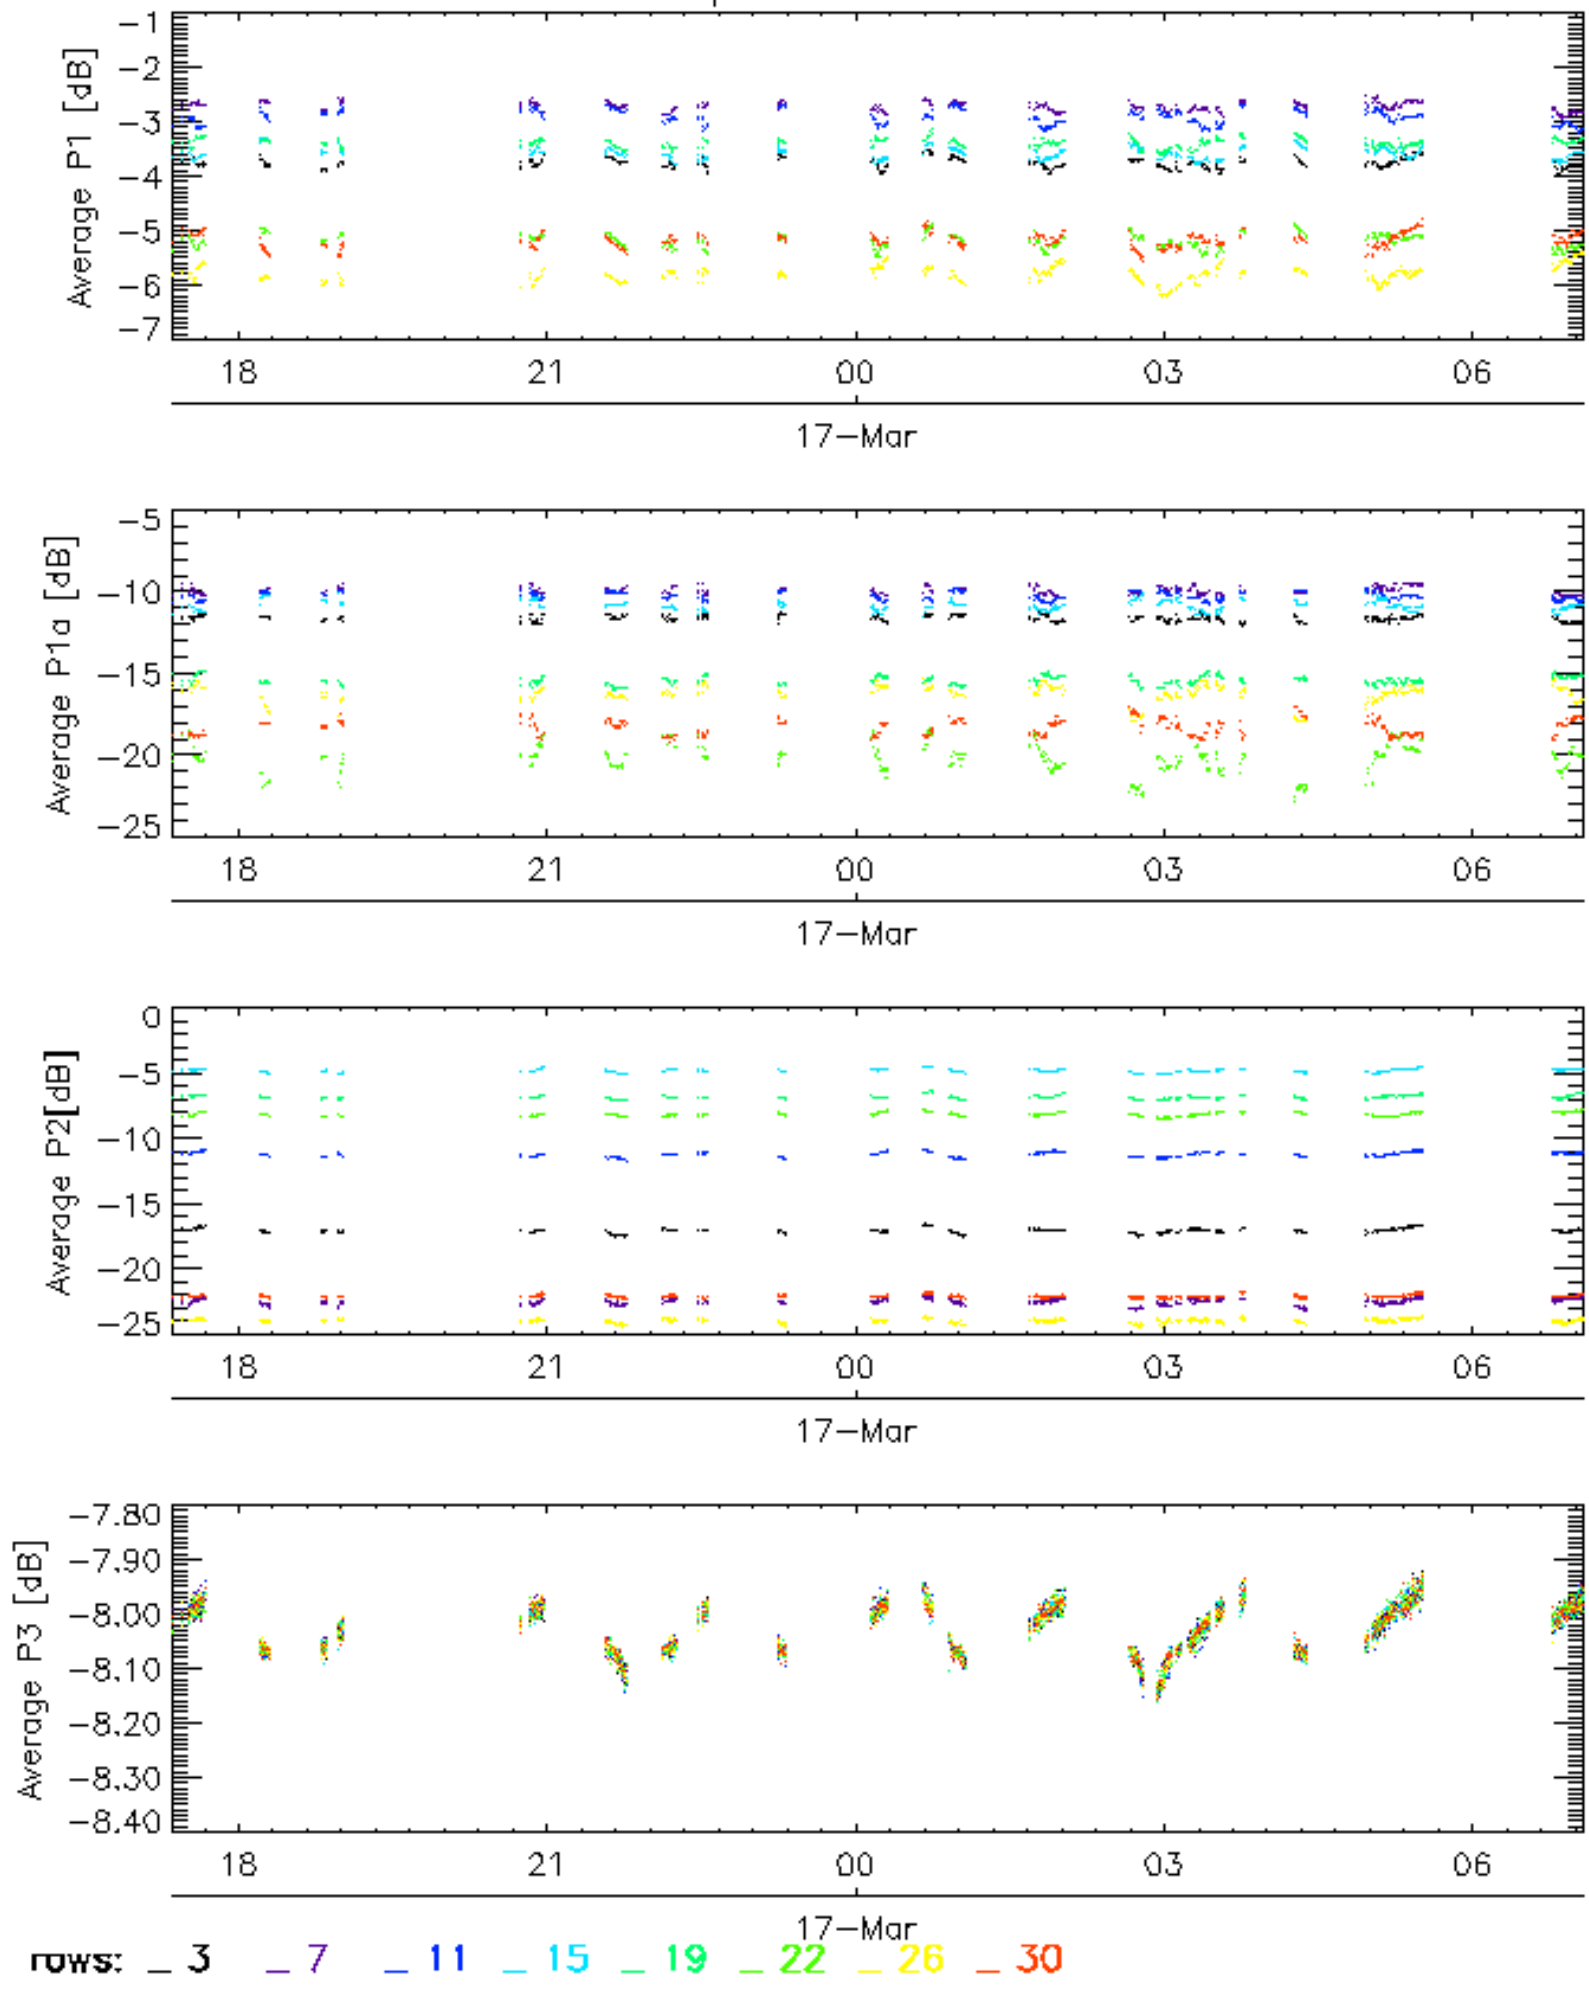 Average P1 [dB]
-1
-2
-3
-4
-5
-6
-7
18 21 00 03 06
17-Mar
Average P1a [dB]
-5
-10
-15
-20
-25
18 21 00 03 06
17-Mar
Average P2[dB]
0
-5
-10
-15
-20
-25
18 21 00 03 06
17-Mar
Average P3 [dB]
-7.80
-7.90
-8.00
-8.10
-8.20
-8.30
-8.40
18 21 00 03 06
17-Mar
rows: _ 3 _ 7 _ 11 _ 15 _ 19 _ 22 _ 26 _ 30